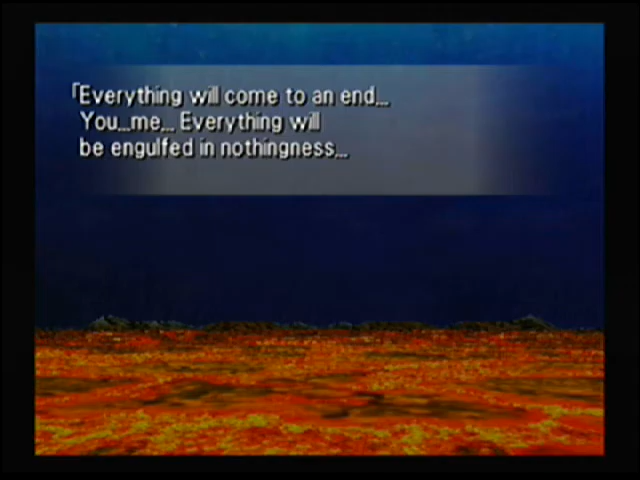 「Everything will come to an end...
You...me... Everything will
be engulfed in nothingness...